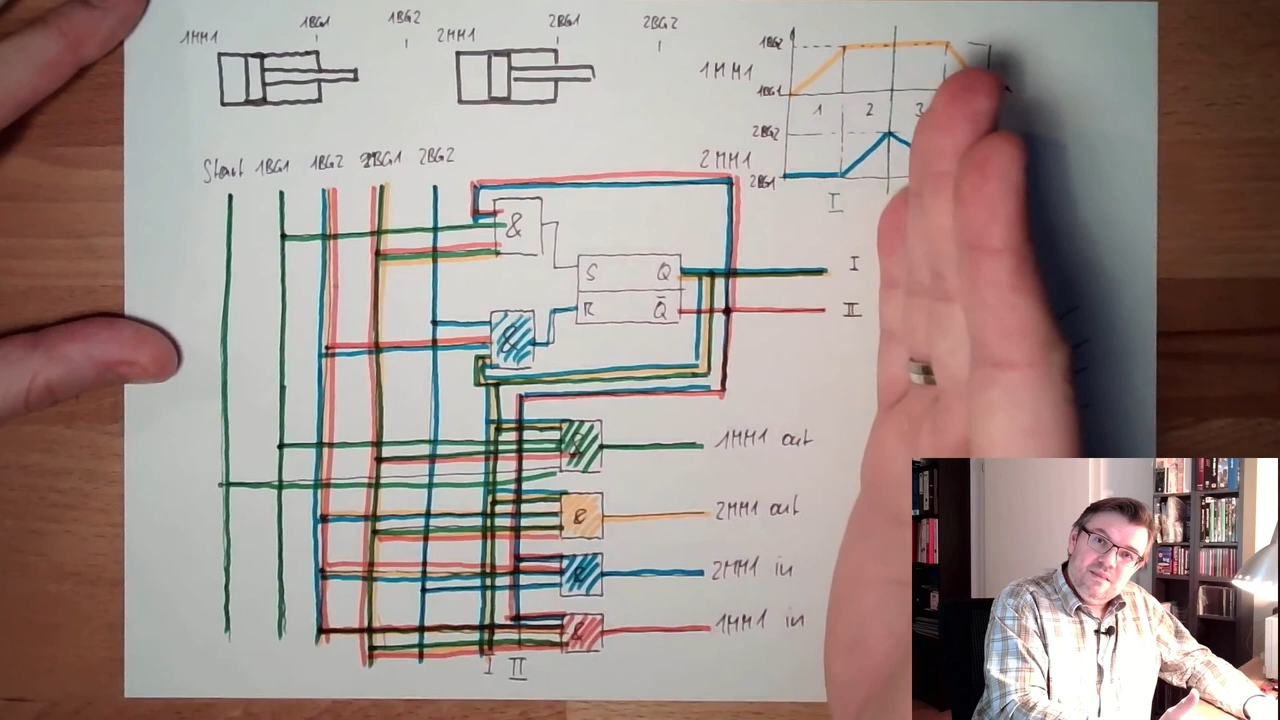 1MM1 1BG1 1BG2 2MM1 2BG1 2BG2
1BG2
1MM1
1BG1
1 2 3
2BG2
2MM1
2BG1
I
Start 1BG1 1BG2 2BG1 2BG2
&
S Q
R Q̄
I
II
&
1MM1 out
& 2MM1 out
2MM1 in
& 1MM1 in
I II